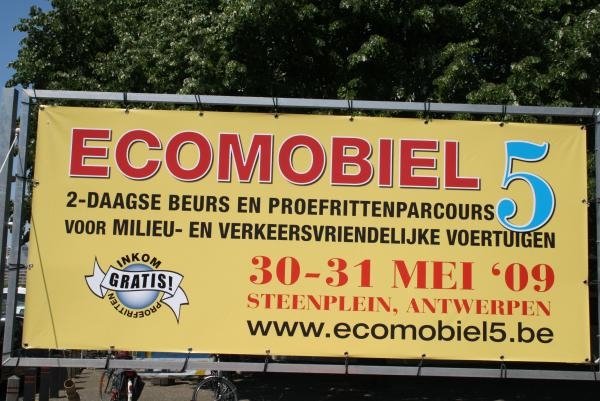 ECOMOBIEL 5
2-DAAGSE BEURS EN PROEFRITTENPARCOURS
VOOR MILIEU- EN VERKEERSVRIENDELIJKE VOERTUIGEN
INKOM
GRATIS!
PROEFRITTEN
30-31 MEI ‘09
STEENPLEIN, ANTWERPEN
www.ecomobiel5.be